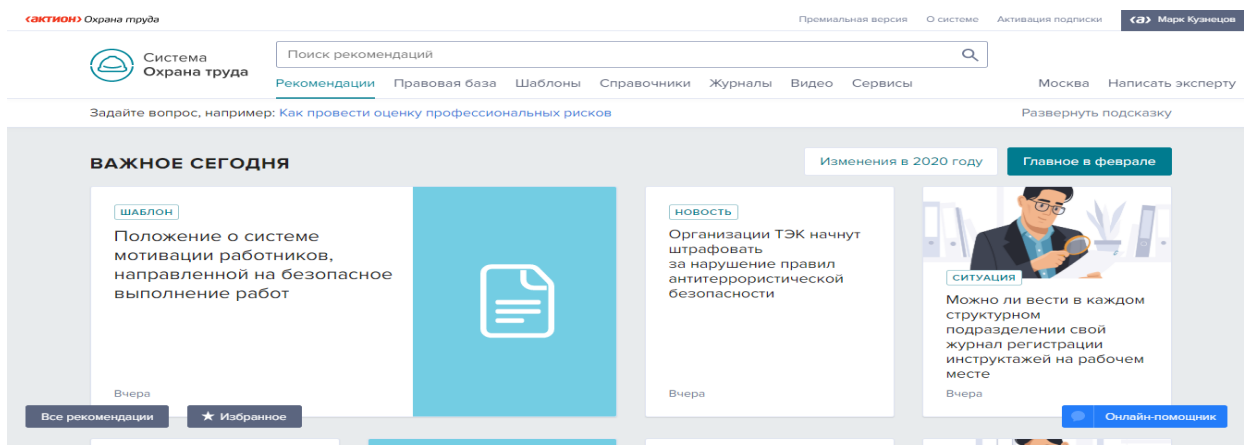 ‹актион› Охрана труда
Премиальная версия О системе Активация подписки ‹а› Марк Кузнецов
Система
Охрана труда
Поиск рекомендаций
Рекомендации Правовая база Шаблоны Справочники Журналы Видео Сервисы Москва Написать эксперту
Задайте вопрос, например: Как провести оценку профессиональных рисков Развернуть подсказку
ВАЖНОЕ СЕГОДНЯ
Изменения в 2020 году Главное в феврале
ШАБЛОН
Положение о системе
мотивации работников,
направленной на безопасное
выполнение работ
Вчера
НОВОСТЬ
Организации ТЭК начнут
штрафовать
за нарушение правил
антитеррористической
безопасности
Вчера
СИТУАЦИЯ
Можно ли вести в каждом
структурном
подразделении свой
журнал регистрации
инструктажей на рабочем
месте
Вчера
Все рекомендации ★ Избранное Онлайн-помощник